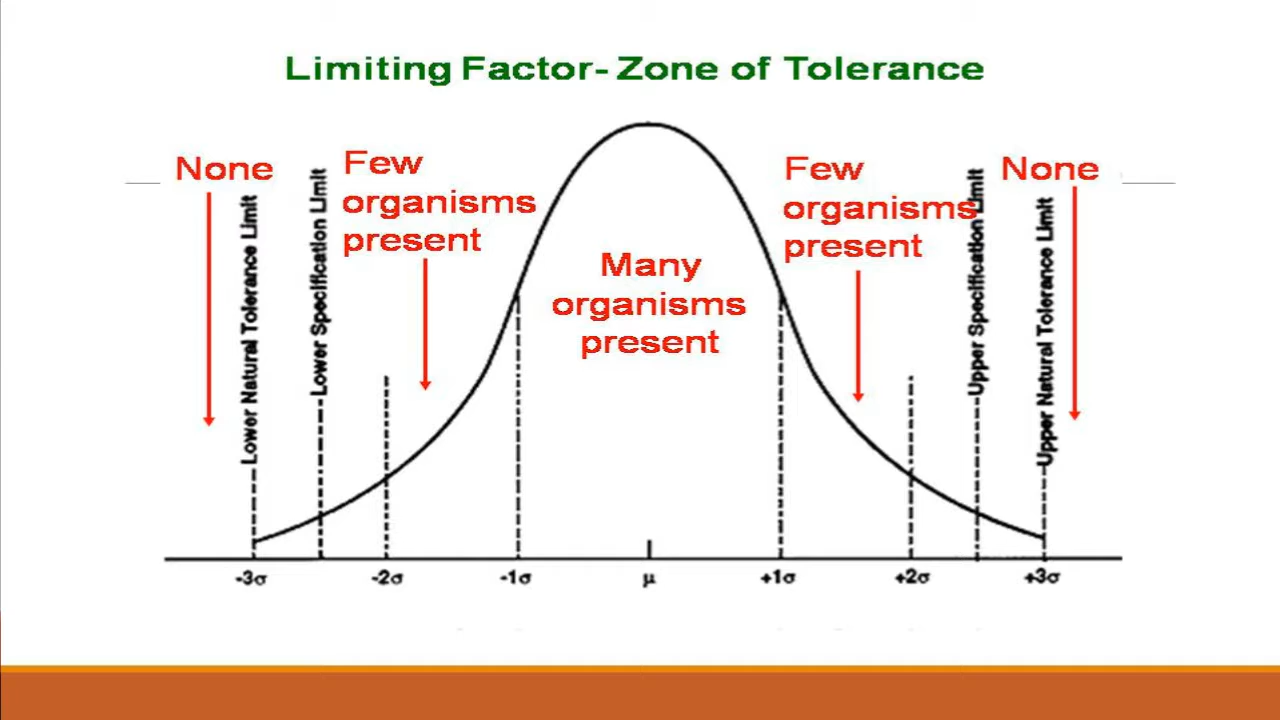 Limiting Factor- Zone of Tolerance
None
Lower Natural Tolerance Limit
Lower Specification Limit
Few
organisms
present
Many
organisms
present
Few
organisms
present
Upper Specification Limit
None
Upper Natural Tolerance Limit
-3σ -2σ -1σ μ +1σ +2σ +3σ